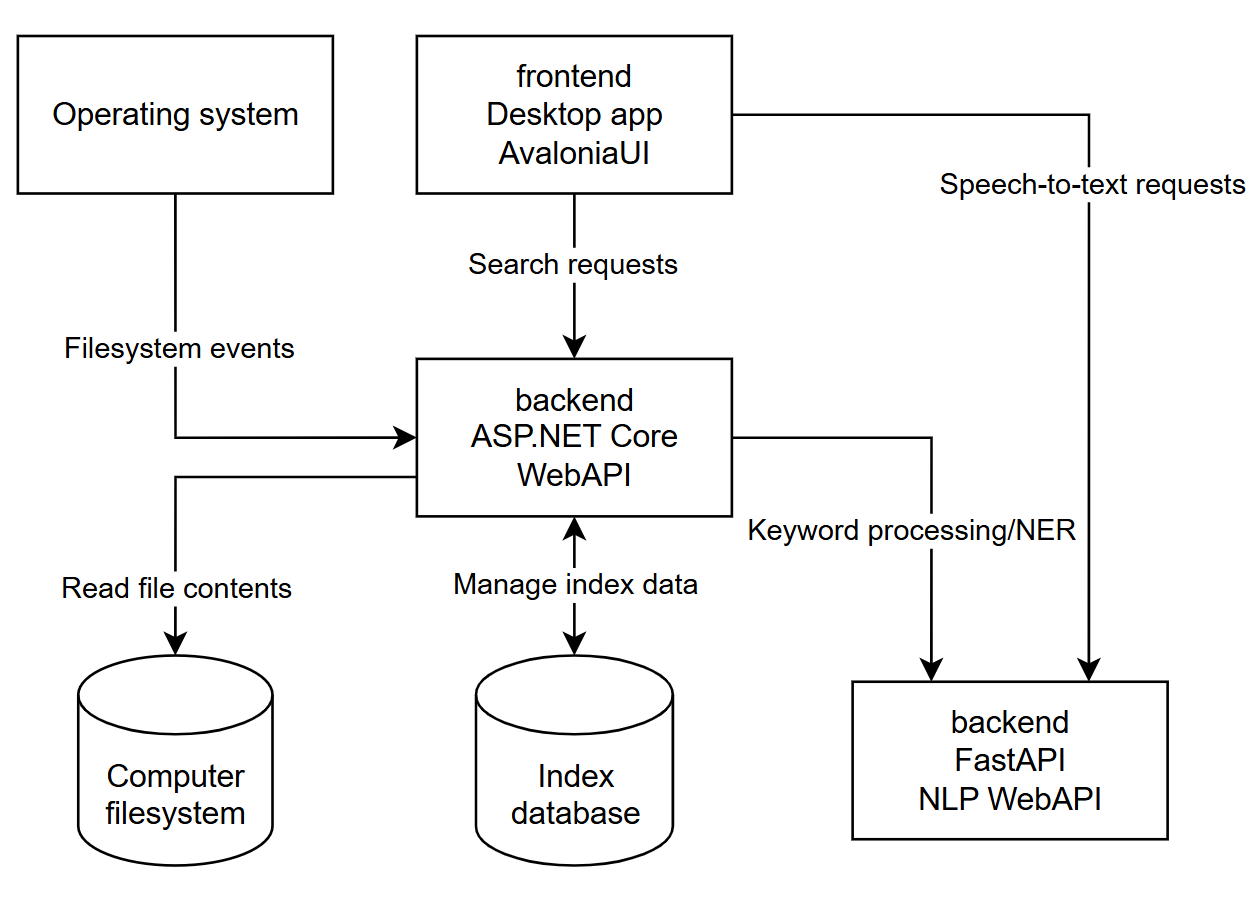 Operating system
frontend
Desktop app
AvaloniaUI
Speech-to-text requests
Search requests
Filesystem events
backend
ASP.NET Core
WebAPI
Keyword processing/NER
Read file contents
Manage index data
Computer
filesystem
Index
database
backend
FastAPI
NLP WebAPI